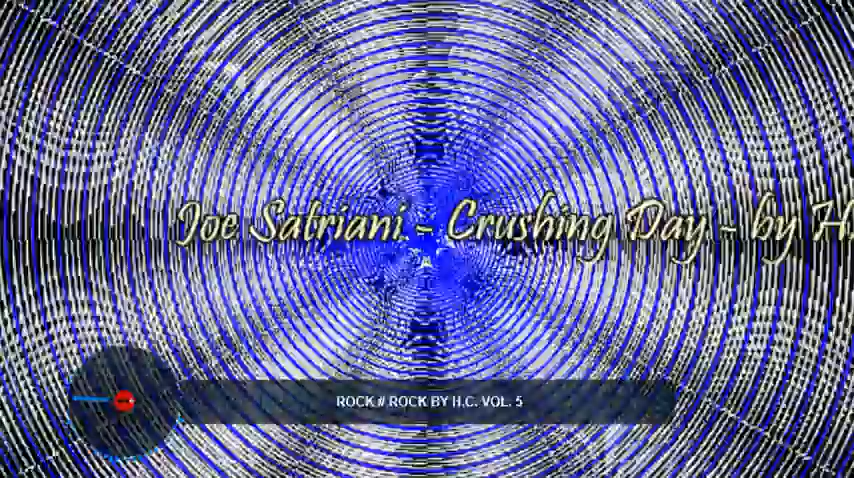 Joe Satriani - Crushing Day - by H.
ROCK // ROCK BY H.C. VOL. 5